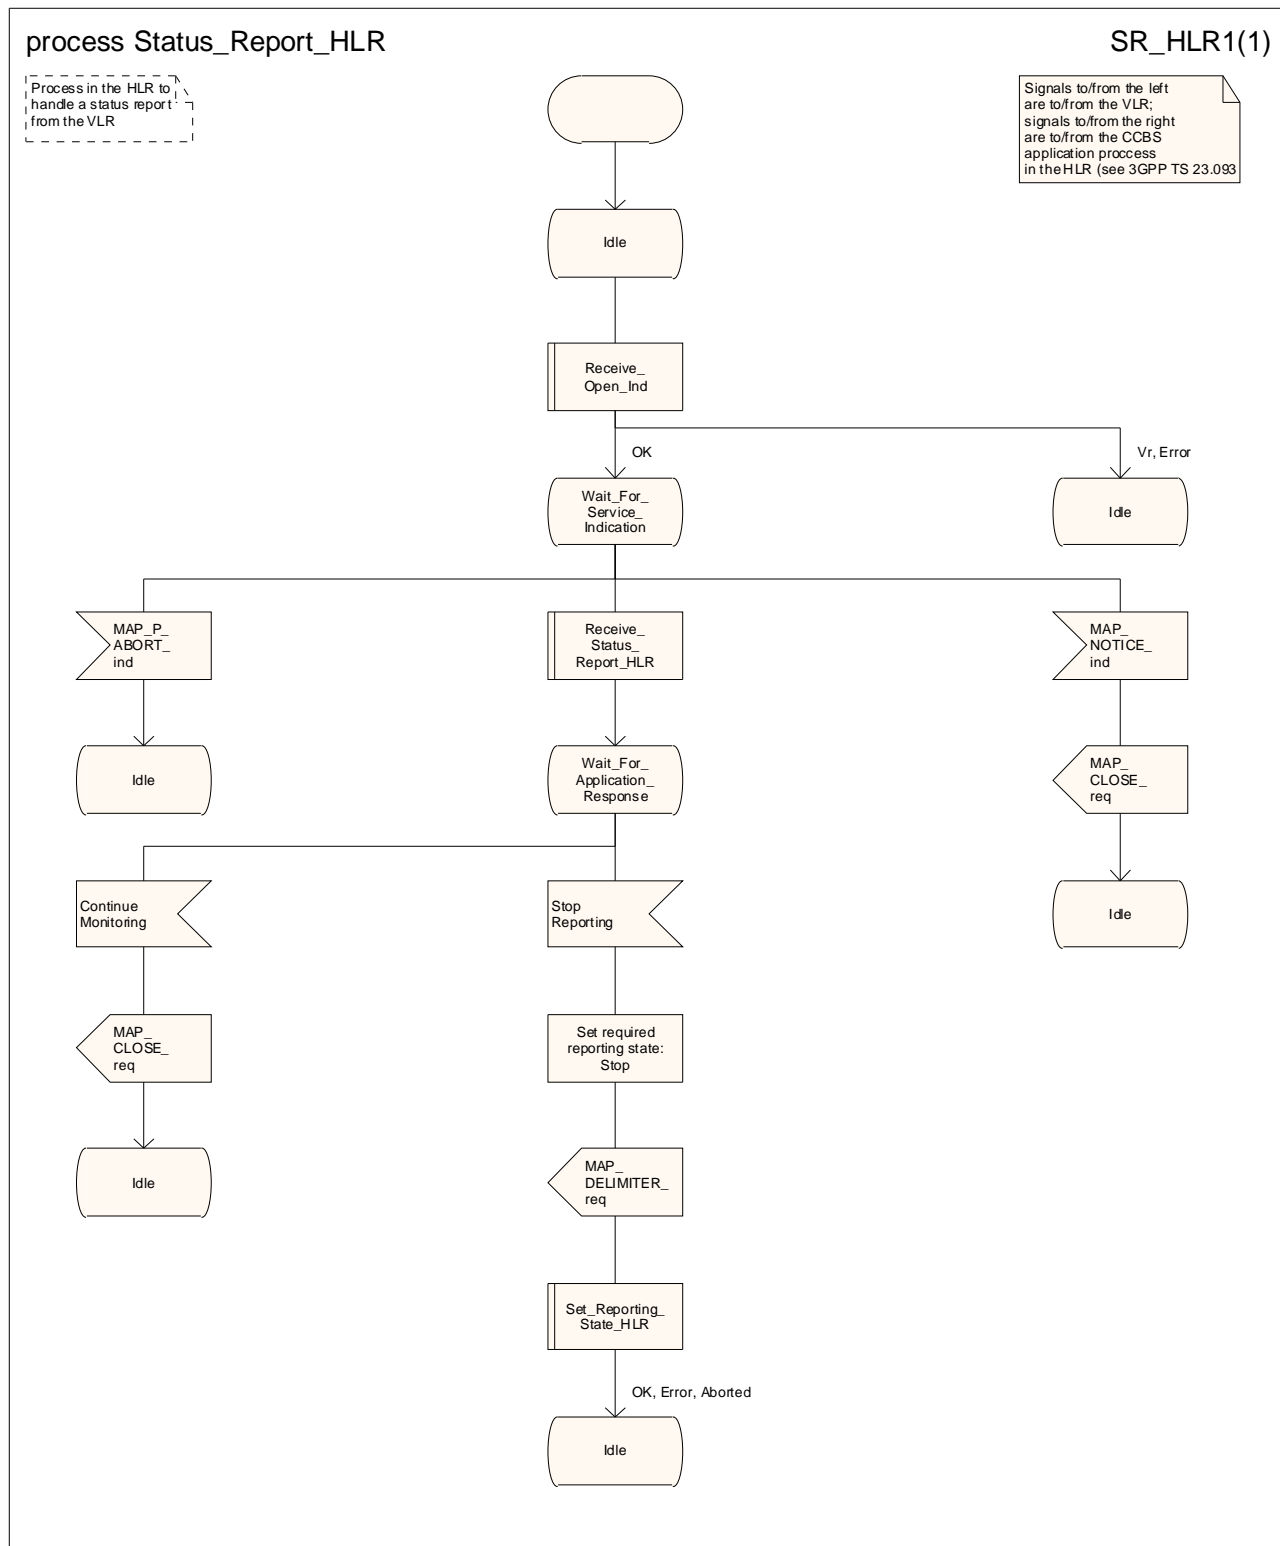 process Status_Report_HLR
SR_HLR1(1)
Process in the HLR to
handle a status report
from the VLR
Signals to/from the left
are to/from the VLR;
signals to/from the right
are to/from the CCBS
application proccess
in the HLR (see 3GPP TS 23.093
Idle
Receive_
Open_Ind
OK
Vr, Error
Wait_For_
Service_
Indication
Idle
MAP_P_
ABORT_
ind
Receive_
Status_
Report_HLR
MAP_
NOTICE_
ind
Idle
Wait_For_
Application_
Response
MAP_
CLOSE_
req
Continue
Monitoring
Stop
Reporting
Idle
MAP_
CLOSE_
req
Set required
reporting state:
Stop
Idle
MAP_
DELIMITER_
req
Set_Reporting_
State_HLR
OK, Error, Aborted
Idle